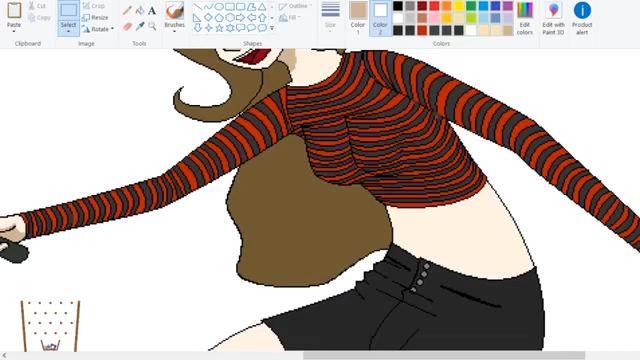 Paste
Cut
Copy
Clipboard
Select
Crop
Resize
Rotate
Image
Tools
Brushes
Shapes
Outline
Fill
Size
Color 1
Color 2
Colors
Edit colors
Edit with Paint 3D
Product alert